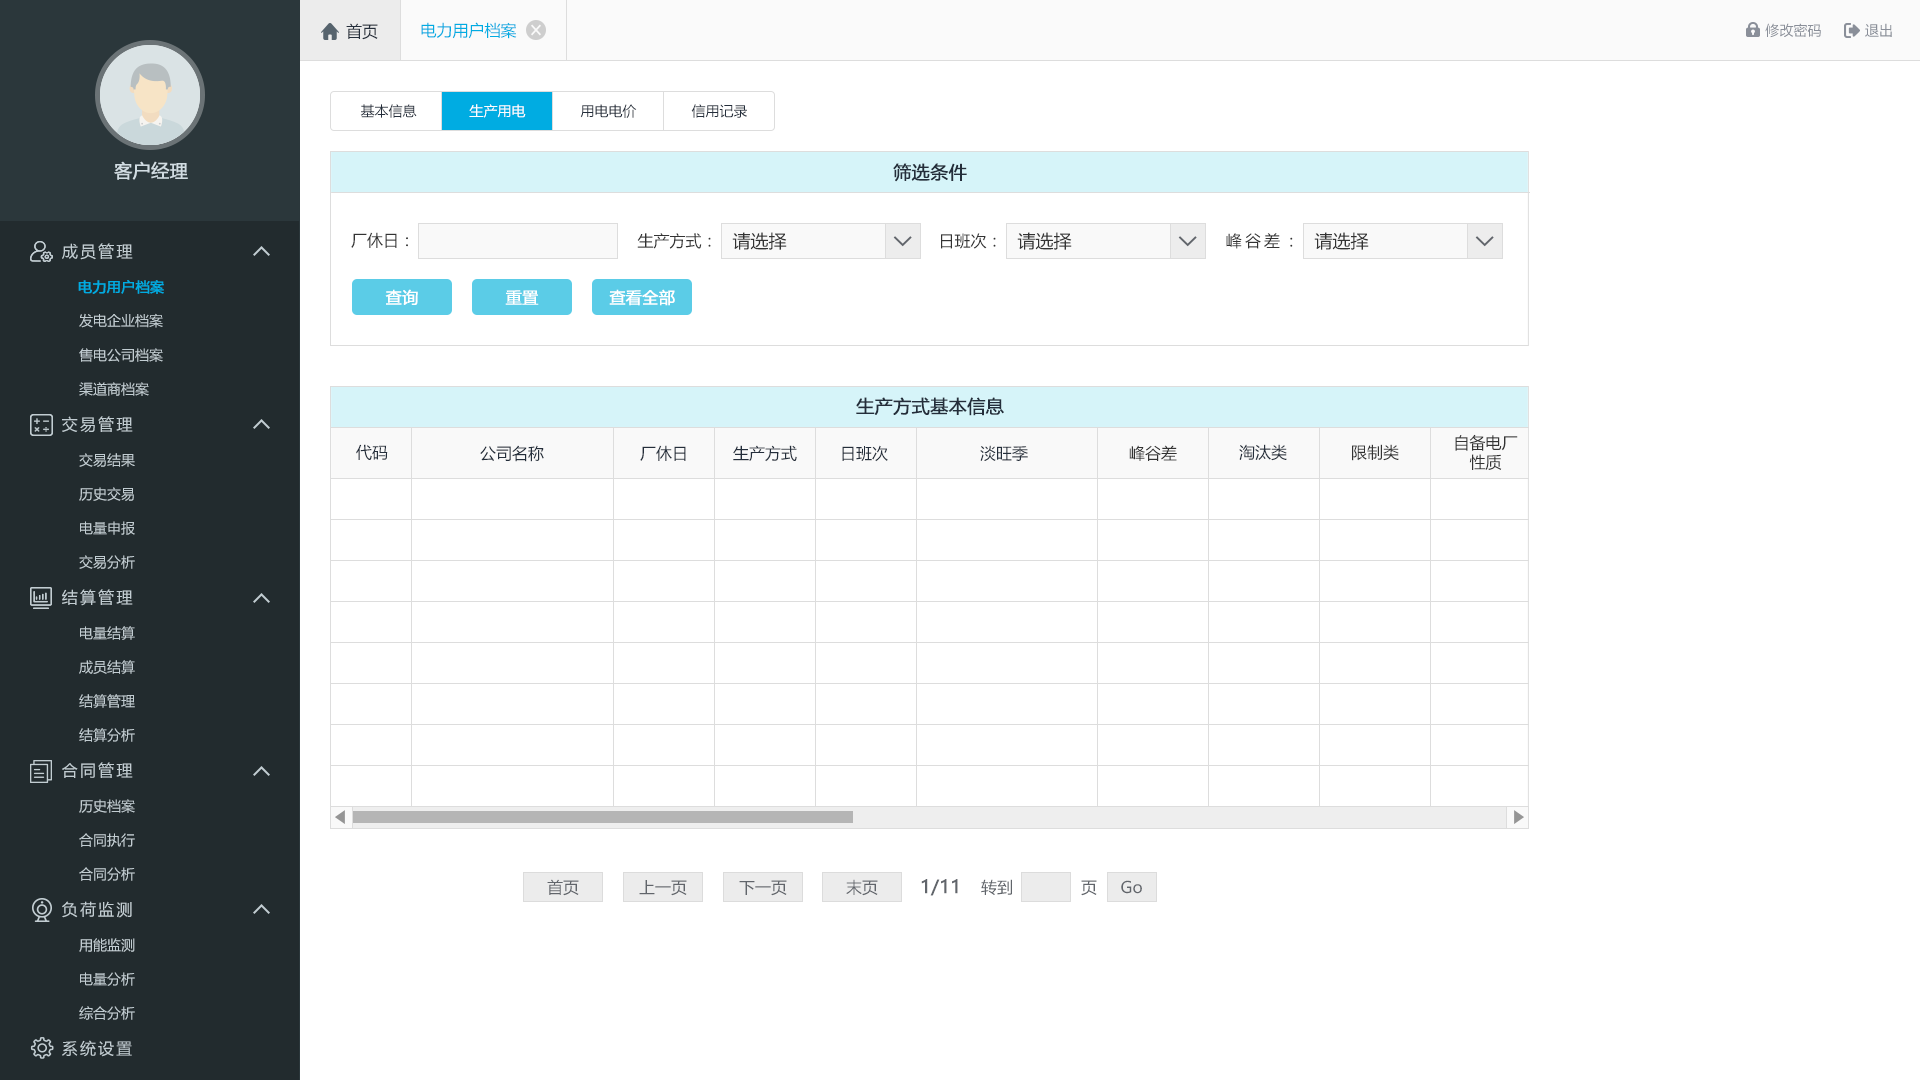 首页
电力用户档案
修改密码
退出
客户经理
成员管理
电力用户档案
发电企业档案
售电公司档案
渠道商档案
交易管理
交易结果
历史交易
电量申报
交易分析
结算管理
电量结算
成员结算
结算管理
结算分析
合同管理
历史档案
合同执行
合同分析
负荷监测
用能监测
电量分析
综合分析
系统设置
基本信息
生产用电
用电电价
信用记录
筛选条件
厂休日：
生产方式： 请选择
日班次： 请选择
峰谷差： 请选择
查询
重置
查看全部
生产方式基本信息
代码
公司名称
厂休日
生产方式
日班次
淡旺季
峰谷差
淘汰类
限制类
自备电厂
性质
首页
上一页
下一页
末页
1/11
转到
页
Go